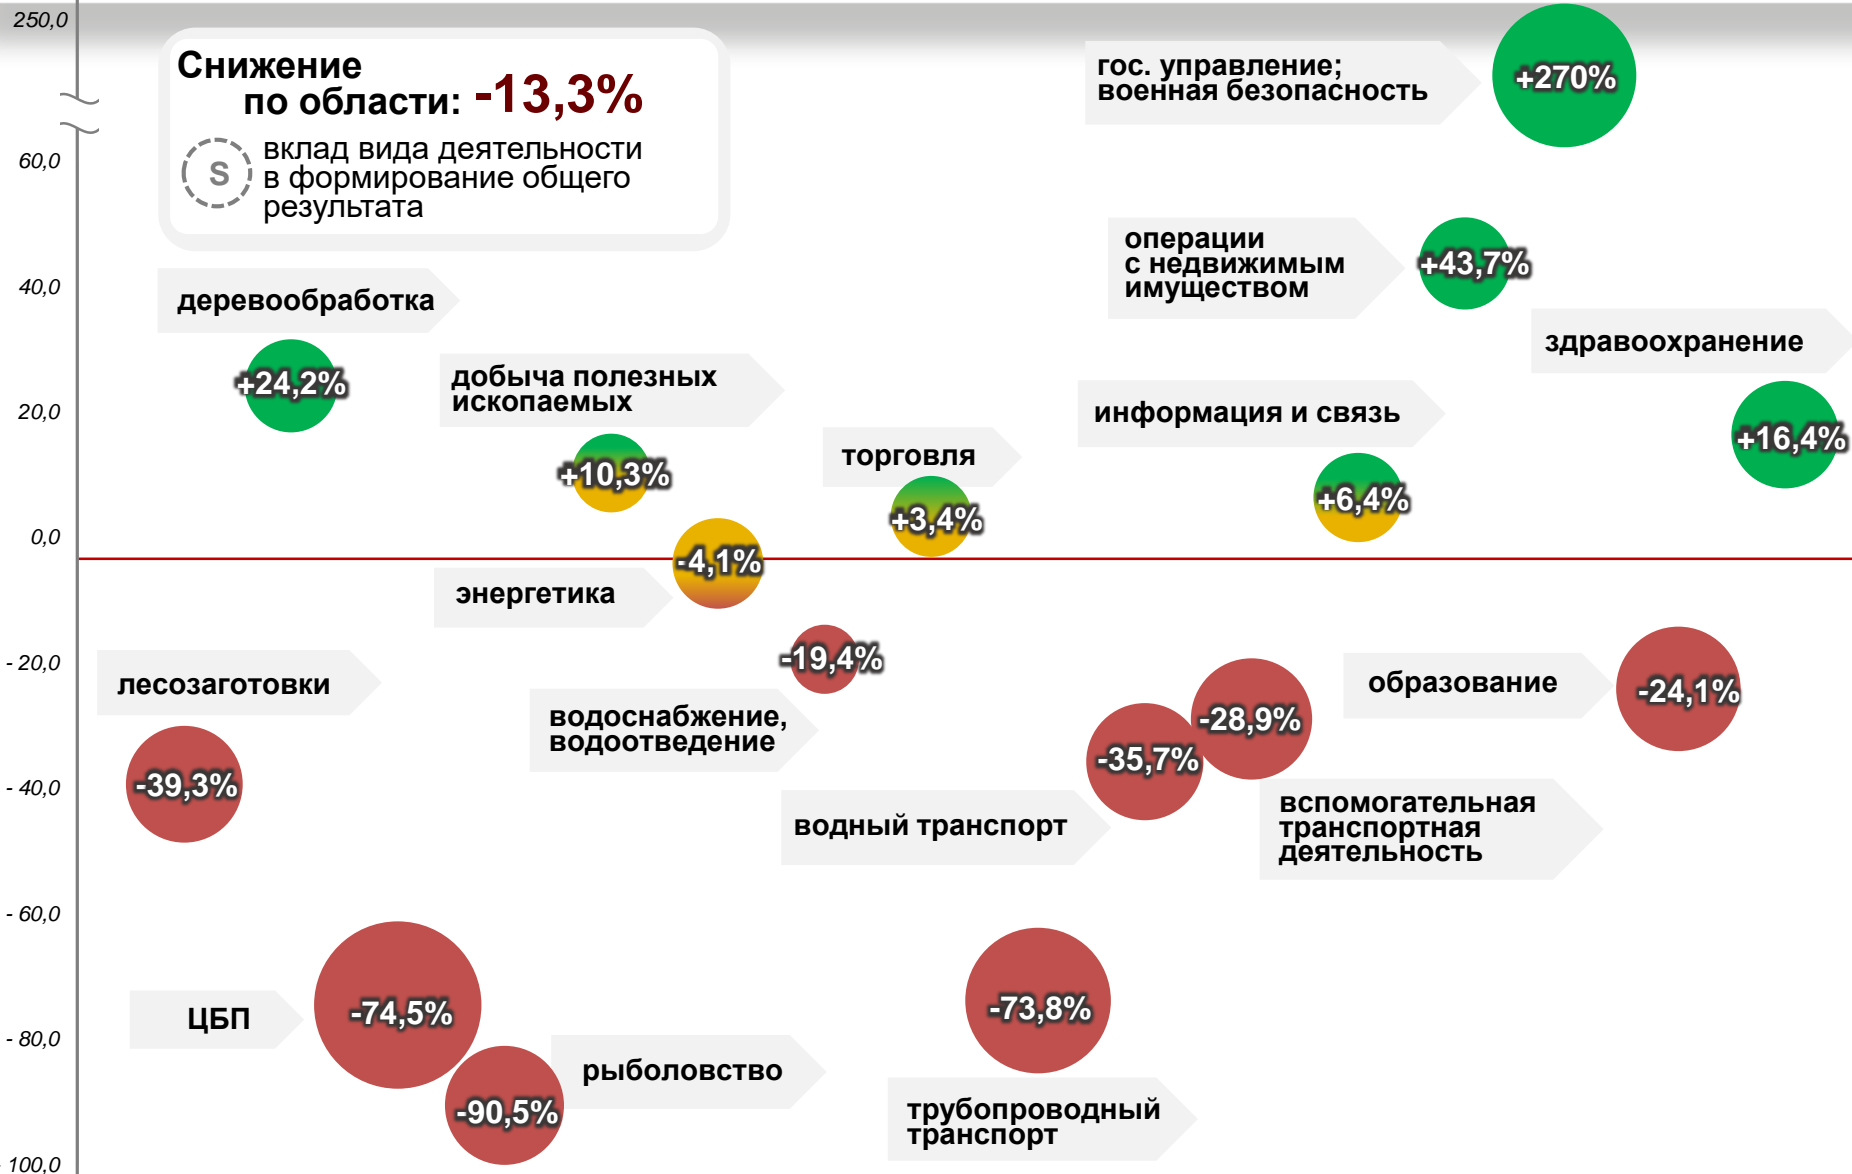 250,0
60,0
40,0
20,0
0,0
- 20,0
- 40,0
- 60,0
- 80,0
- 100,0
Снижение
по области: -13,3%
S
вклад вида деятельности
в формирование общего
результата
гос. управление;
военная безопасность
+270%
операции
с недвижимым
имуществом
+43,7%
здравоохранение
+16,4%
деревообработка
+24,2%
добыча полезных
ископаемых
+10,3%
торговля
+3,4%
информация и связь
+6,4%
энергетика
-4,1%
лесозаготовки
-39,3%
водоснабжение,
водоотведение
-19,4%
водный транспорт
-35,7%
-28,9%
вспомогательная
транспортная
деятельность
образование
-24,1%
ЦБП
-74,5%
рыболовство
-90,5%
трубопроводный
транспорт
-73,8%